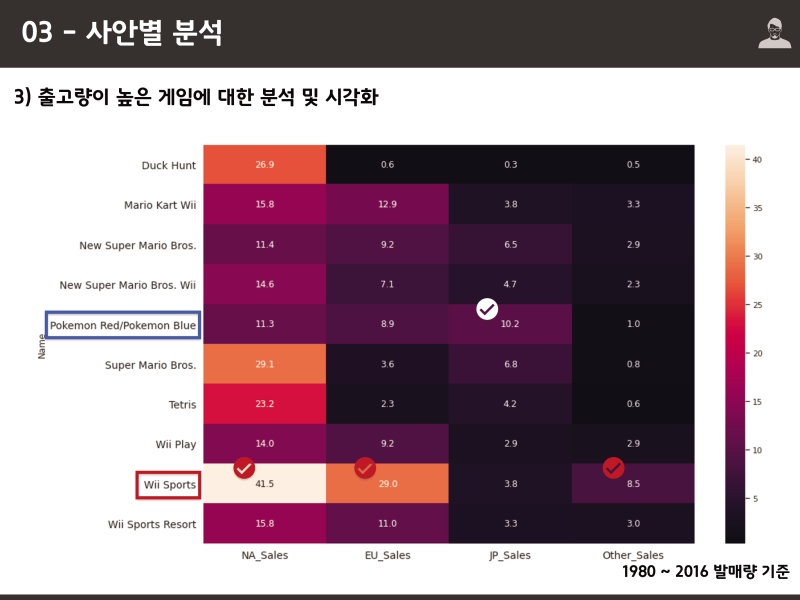 03 - 사안별 분석
3) 출고량이 높은 게임에 대한 분석 및 시각화
Duck Hunt 26.9 0.6 0.3 0.5
Mario Kart Wii 15.8 12.9 3.8 3.3
New Super Mario Bros. 11.4 9.2 6.5 2.9
New Super Mario Bros. Wii 14.6 7.1 4.7 2.3
Pokemon Red/Pokemon Blue 11.3 8.9 10.2 1.0
Super Mario Bros. 29.1 3.6 6.8 0.8
Tetris 23.2 2.3 4.2 0.6
Wii Play 14.0 9.2 2.9 2.9
Wii Sports 41.5 29.0 3.8 8.5
Wii Sports Resort 15.8 11.0 3.3 3.0
Name
NA_Sales EU_Sales JP_Sales Other_Sales
40
35
30
25
20
15
10
5
1980 ~ 2016 발매량 기준